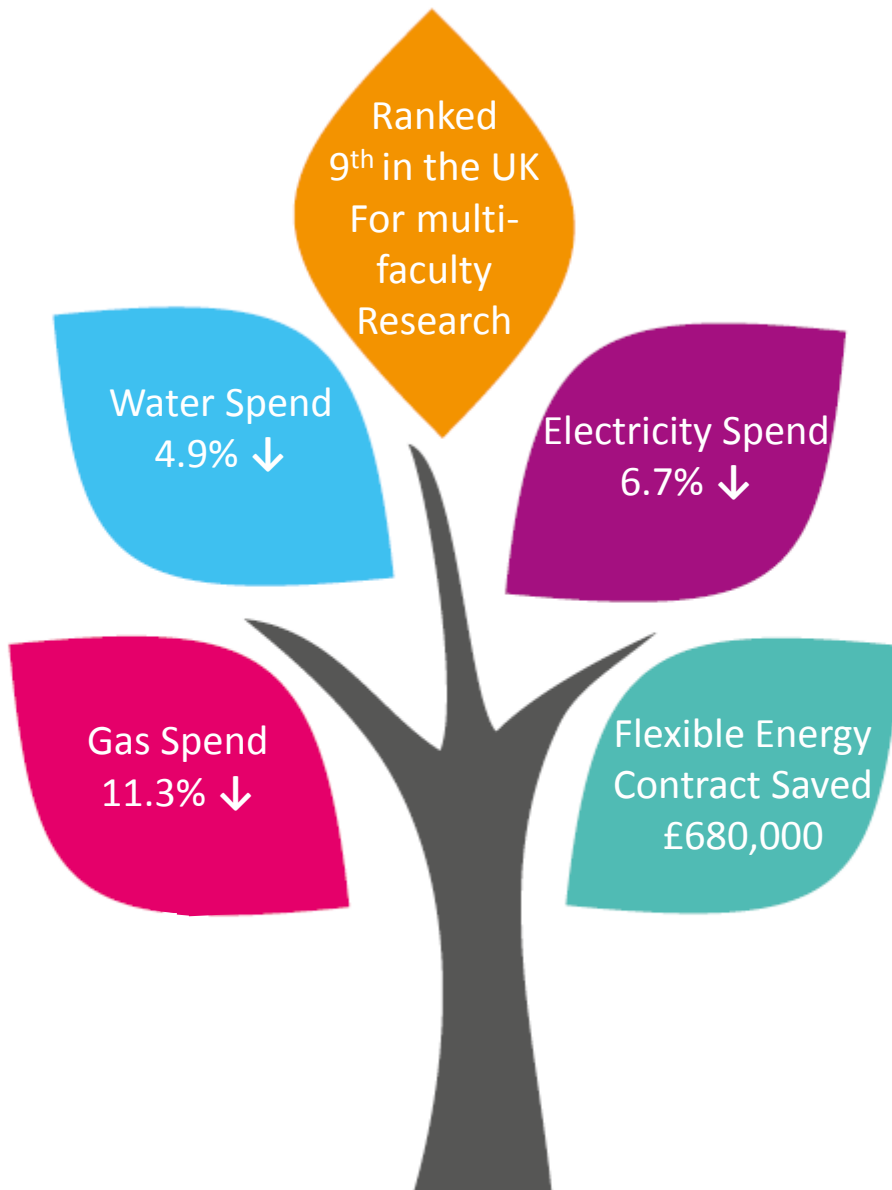 Ranked
9th in the UK
For multi-
faculty
Research
Water Spend
4.9% ↓
Electricity Spend
6.7% ↓
Gas Spend
11.3% ↓
Flexible Energy
Contract Saved
£680,000